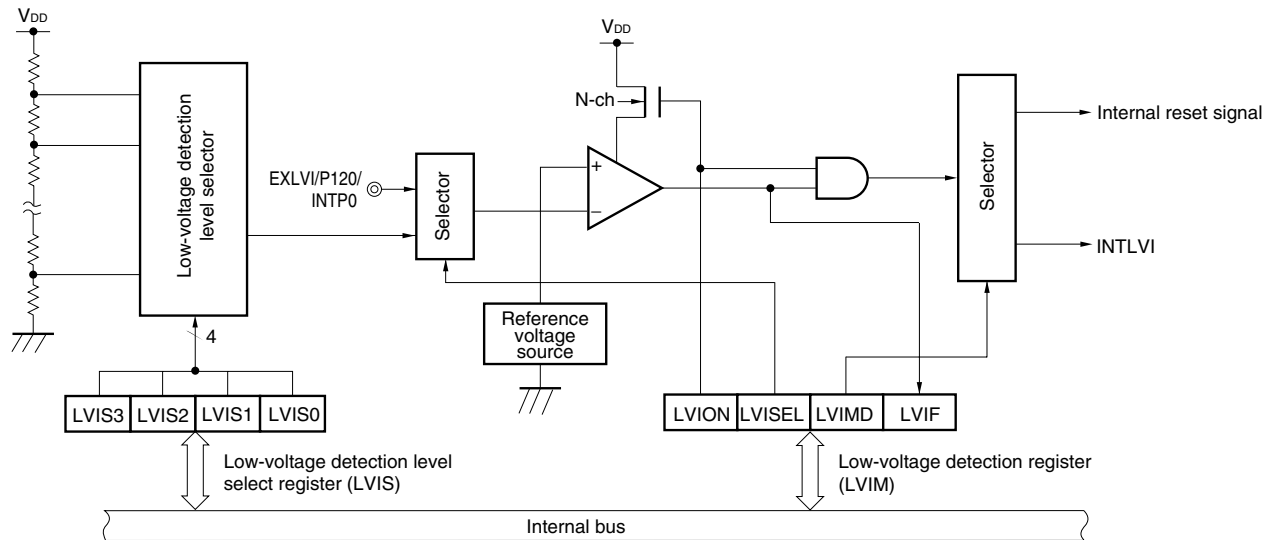 VDD
Low-voltage detection
level selector
4
LVIS3 LVIS2 LVIS1 LVIS0
Low-voltage detection level
select register (LVIS)
EXLVI/P120/
INTP0
Selector
VDD
N-ch
+
−
Reference
voltage
source
Selector
Internal reset signal
INTLVI
LVION LVISEL LVIMD LVIF
Low-voltage detection register
(LVIM)
Internal bus